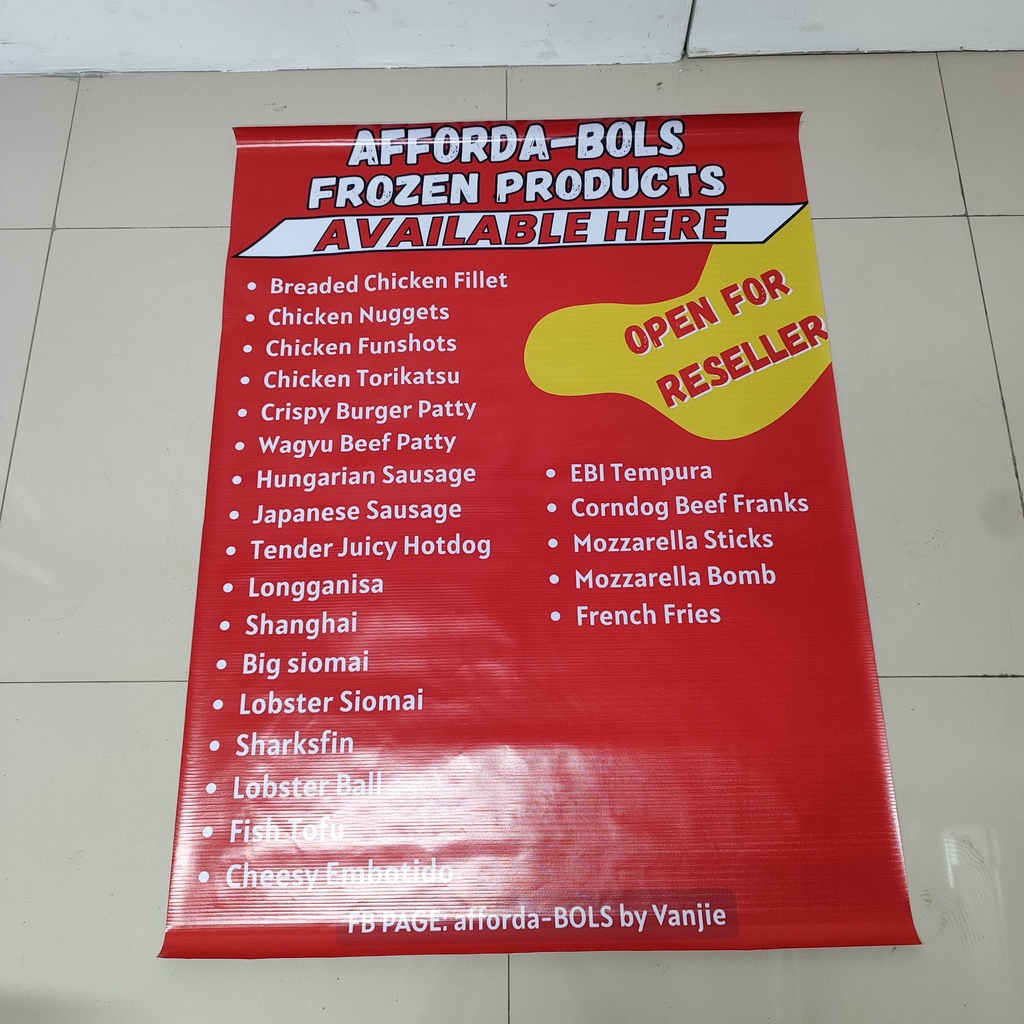 AFFORDA-BOLS
FROZEN PRODUCTS
AVAILABLE HERE
OPEN FOR
RESELLER
• Breaded Chicken Fillet
• Chicken Nuggets
• Chicken Funshots
• Chicken Torikatsu
• Crispy Burger Patty
• Wagyu Beef Patty
• Hungarian Sausage
• Japanese Sausage
• Tender Juicy Hotdog
• Longganisa
• Shanghai
• Big siomai
• Lobster Siomai
• Sharksfin
• Lobster Ball
• Fish Tofu
• Cheesy Embotido
• EBI Tempura
• Corndog Beef Franks
• Mozzarella Sticks
• Mozzarella Bomb
• French Fries
FB PAGE: afforda-BOLS by Vanjie